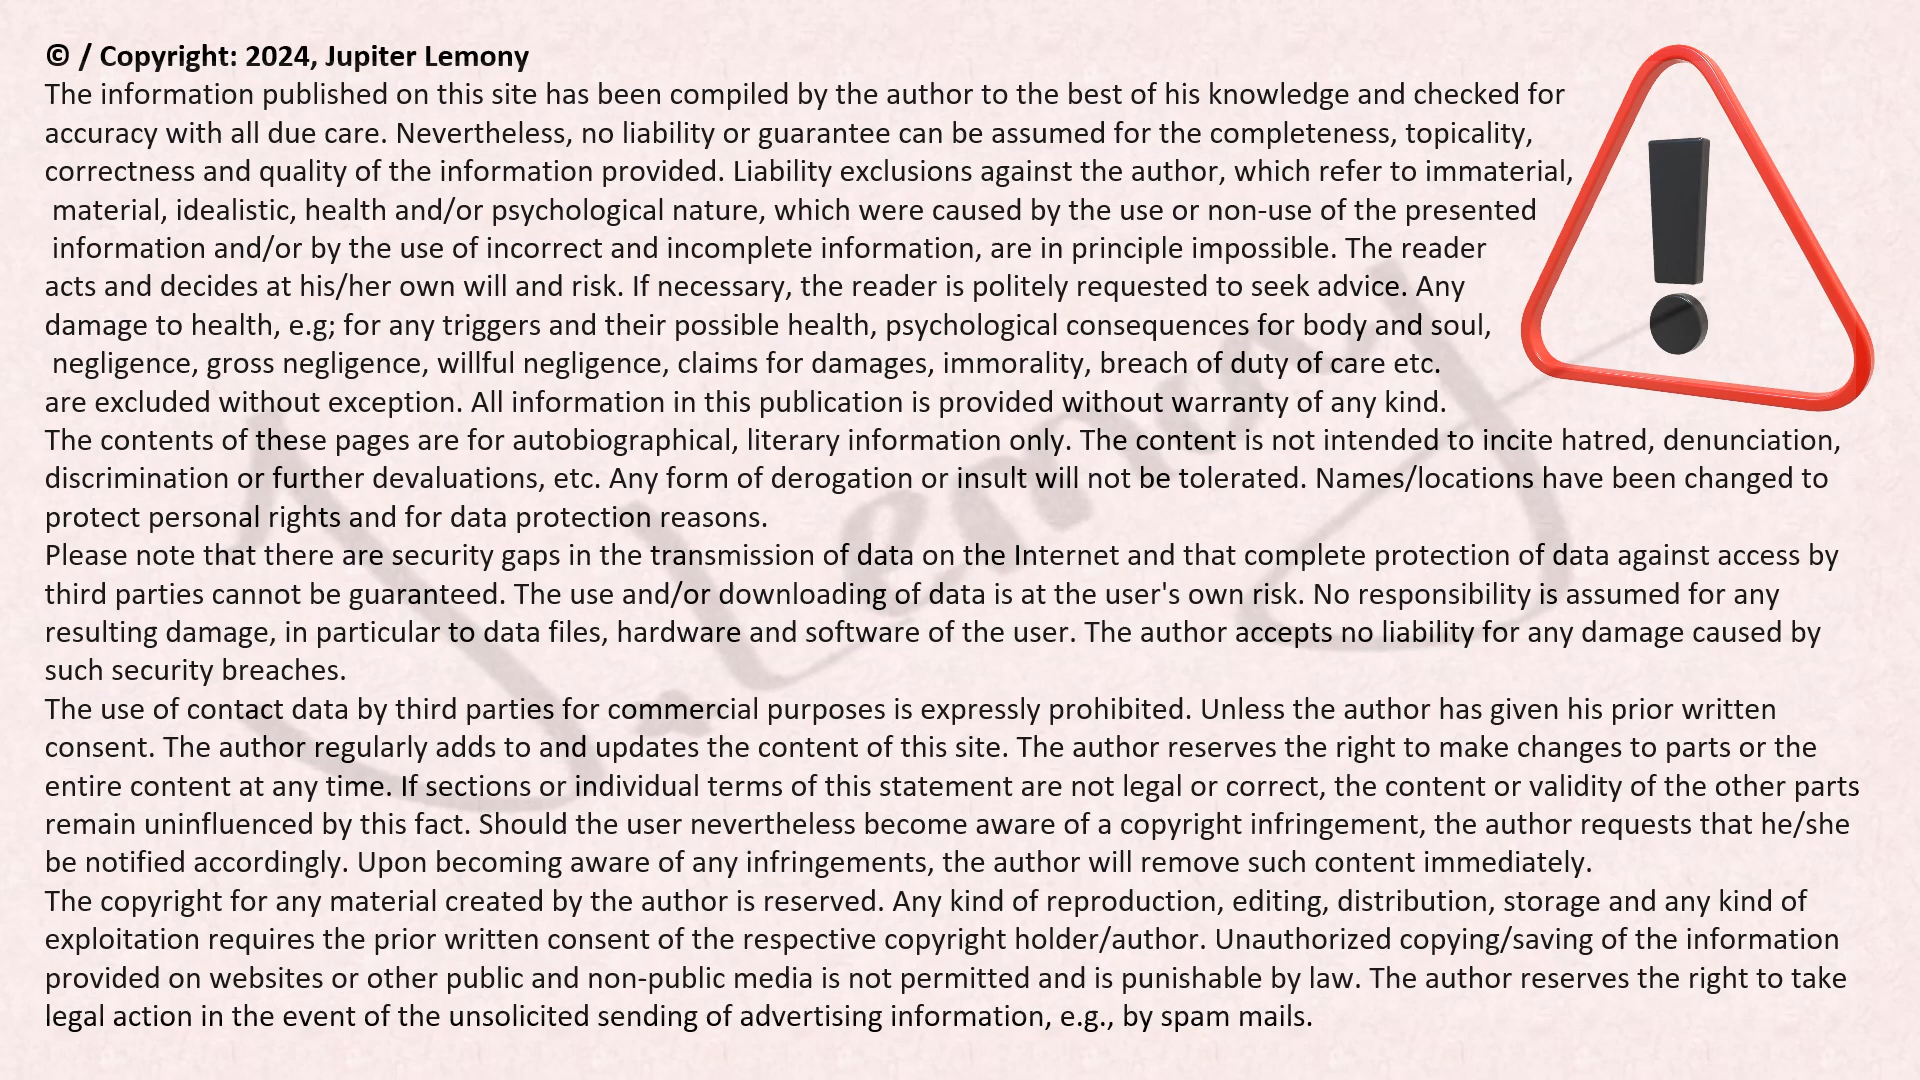 © / Copyright: 2024, Jupiter Lemony
The information published on this site has been compiled by the author to the best of his knowledge and checked for
accuracy with all due care. Nevertheless, no liability or guarantee can be assumed for the completeness, topicality,
correctness and quality of the information provided. Liability exclusions against the author, which refer to immaterial,
material, idealistic, health and/or psychological nature, which were caused by the use or non-use of the presented
information and/or by the use of incorrect and incomplete information, are in principle impossible. The reader
acts and decides at his/her own will and risk. If necessary, the reader is politely requested to seek advice. Any
damage to health, e.g; for any triggers and their possible health, psychological consequences for body and soul,
negligence, gross negligence, willful negligence, claims for damages, immorality, breach of duty of care etc.
are excluded without exception. All information in this publication is provided without warranty of any kind.
The contents of these pages are for autobiographical, literary information only. The content is not intended to incite hatred, denunciation,
discrimination or further devaluations, etc. Any form of derogation or insult will not be tolerated. Names/locations have been changed to
protect personal rights and for data protection reasons.
Please note that there are security gaps in the transmission of data on the Internet and that complete protection of data against access by
third parties cannot be guaranteed. The use and/or downloading of data is at the user's own risk. No responsibility is assumed for any
resulting damage, in particular to data files, hardware and software of the user. The author accepts no liability for any damage caused by
such security breaches.
The use of contact data by third parties for commercial purposes is expressly prohibited. Unless the author has given his prior written
consent. The author regularly adds to and updates the content of this site. The author reserves the right to make changes to parts or the
entire content at any time. If sections or individual terms of this statement are not legal or correct, the content or validity of the other parts
remain uninfluenced by this fact. Should the user nevertheless become aware of a copyright infringement, the author requests that he/she
be notified accordingly. Upon becoming aware of any infringements, the author will remove such content immediately.
The copyright for any material created by the author is reserved. Any kind of reproduction, editing, distribution, storage and any kind of
exploitation requires the prior written consent of the respective copyright holder/author. Unauthorized copying/saving of the information
provided on websites or other public and non-public media is not permitted and is punishable by law. The author reserves the right to take
legal action in the event of the unsolicited sending of advertising information, e.g., by spam mails.
J. Lemony